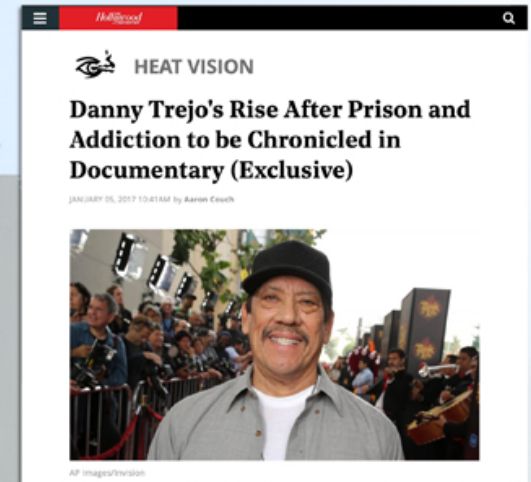 Hollywood
HEAT VISION
Danny Trejo's Rise After Prison and
Addiction to be Chronicled in
Documentary (Exclusive)
JANUARY 05, 2017 10:41AM by Aaron Couch
AP Images/Invision